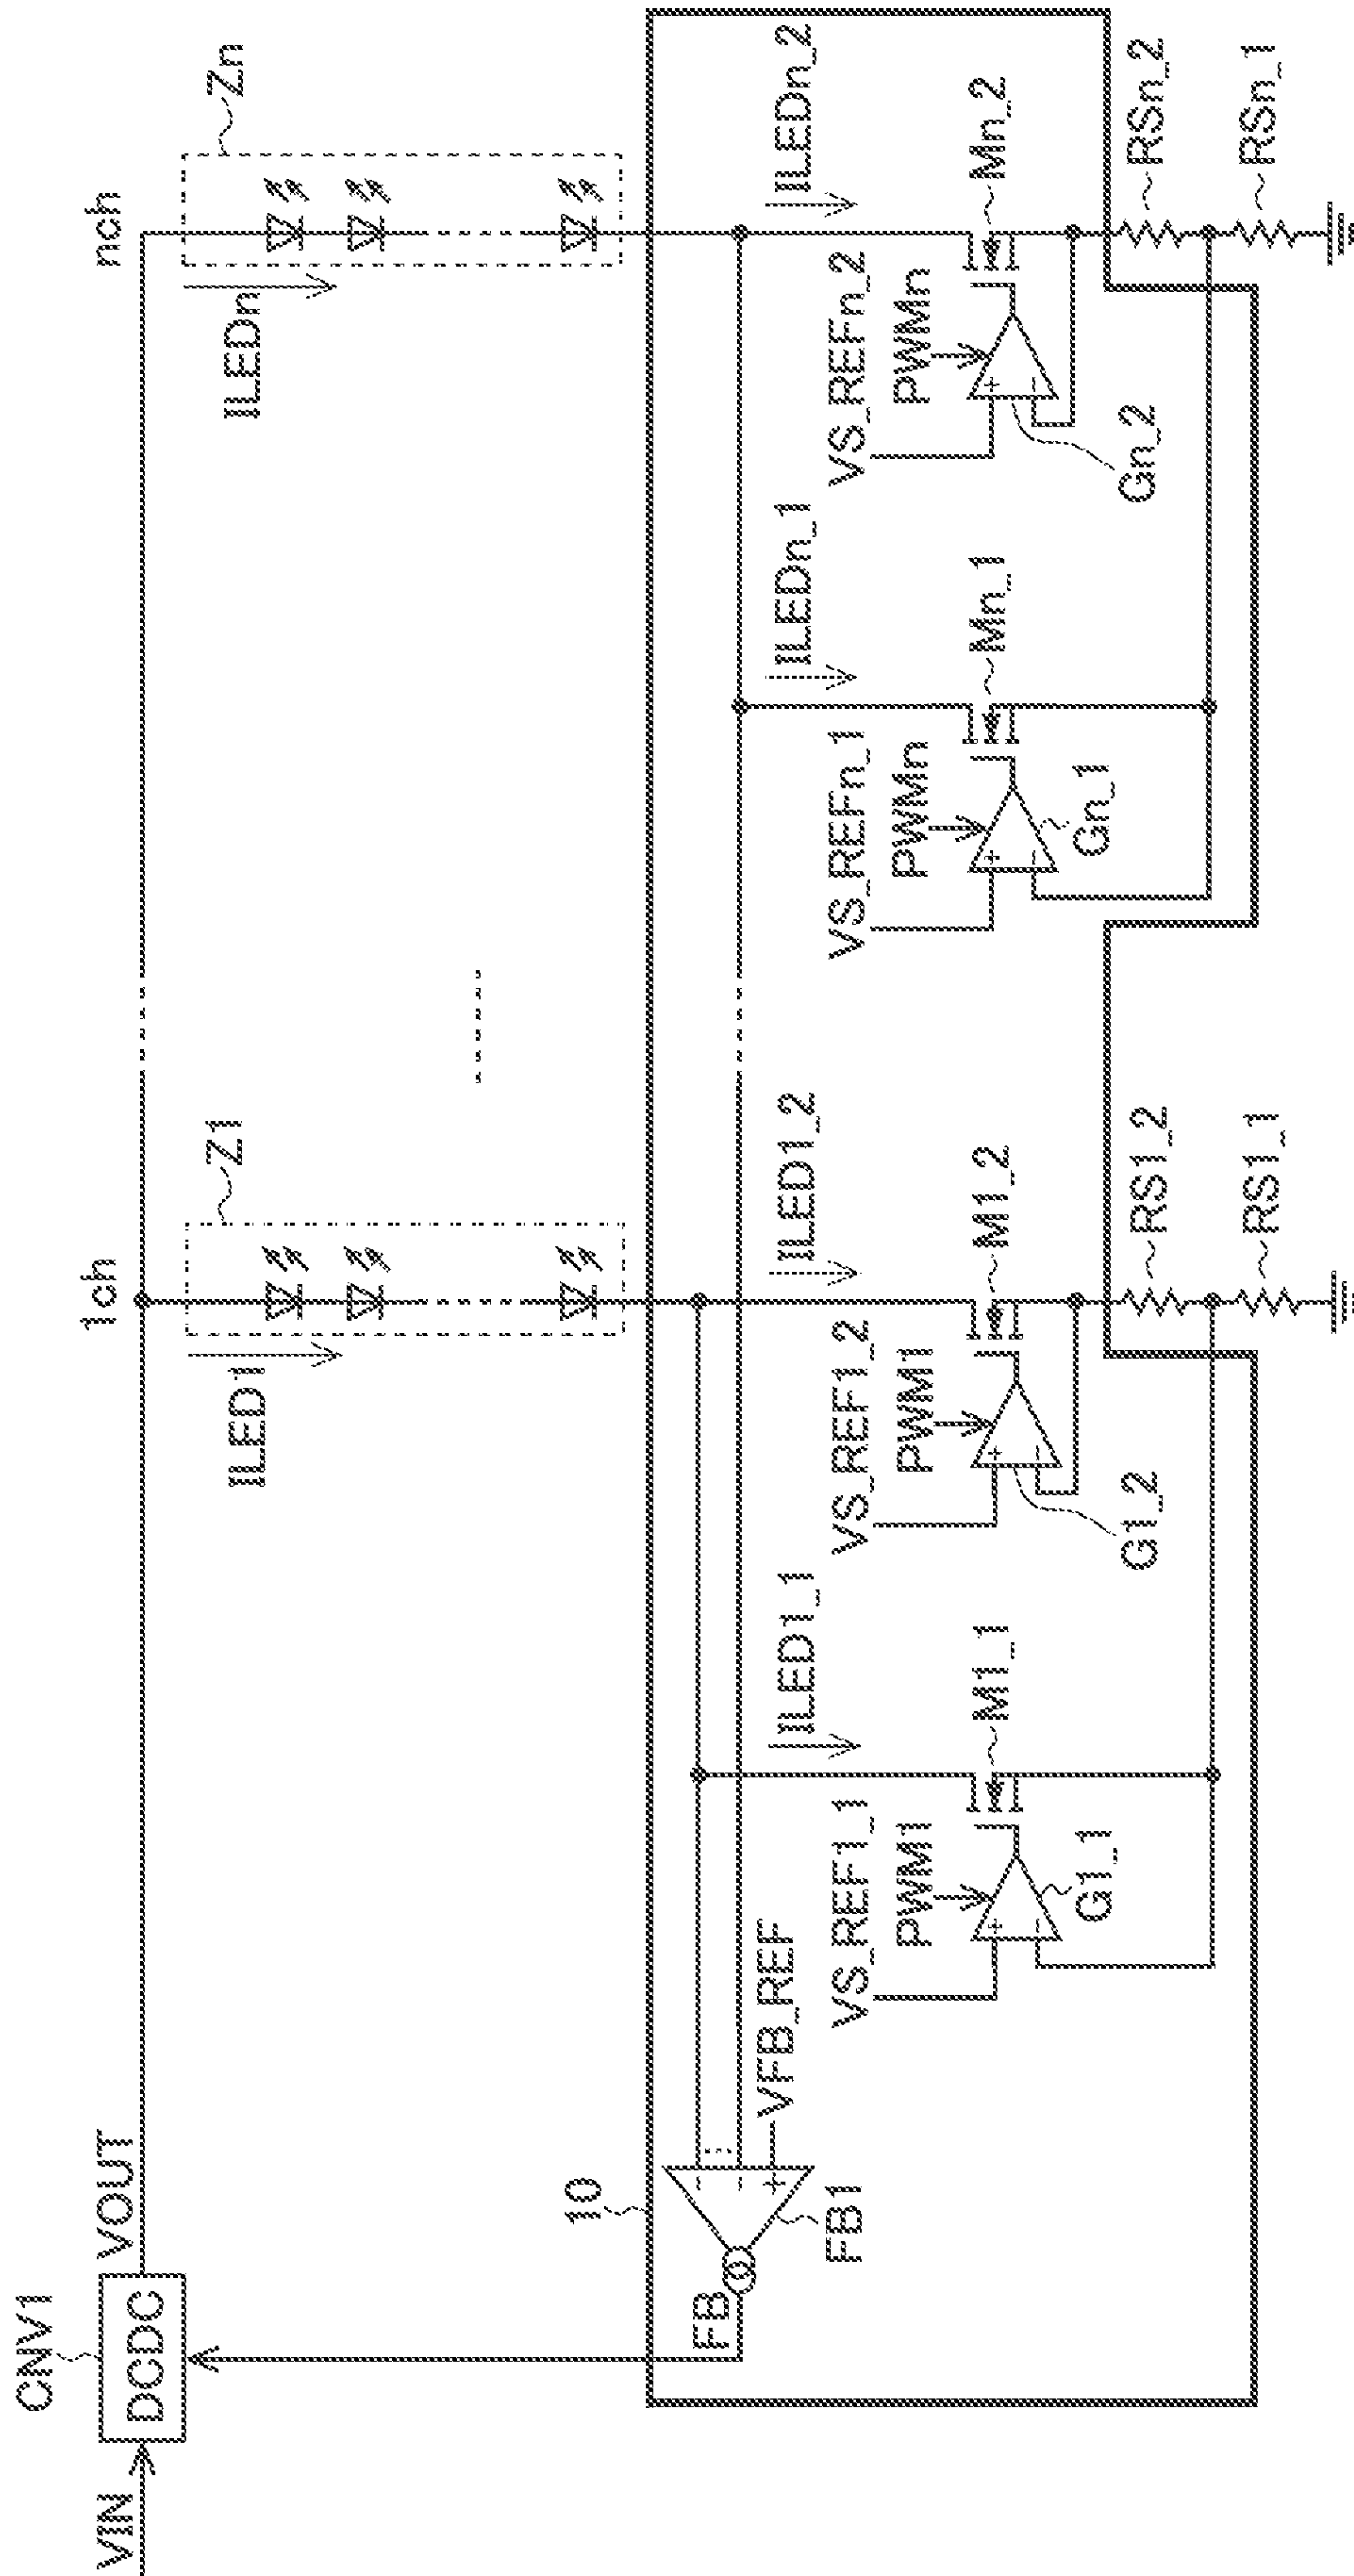 CNV1
VIN
DCDC
VOUT
1ch
nch
Z1
Zn
ILED1
ILEDn
10
FB
FB1
VFB_REF
ILED1_1
ILED1_2
ILEDn_1
ILEDn_2
VS_REF1_1
PWM1
M1_1
G1_1
VS_REF1_2
PWM1
M1_2
G1_2
RS1_2
RS1_1
VS_REFn_1
PWMn
Mn_1
Gn_1
VS_REFn_2
PWMn
Mn_2
Gn_2
RSn_2
RSn_1